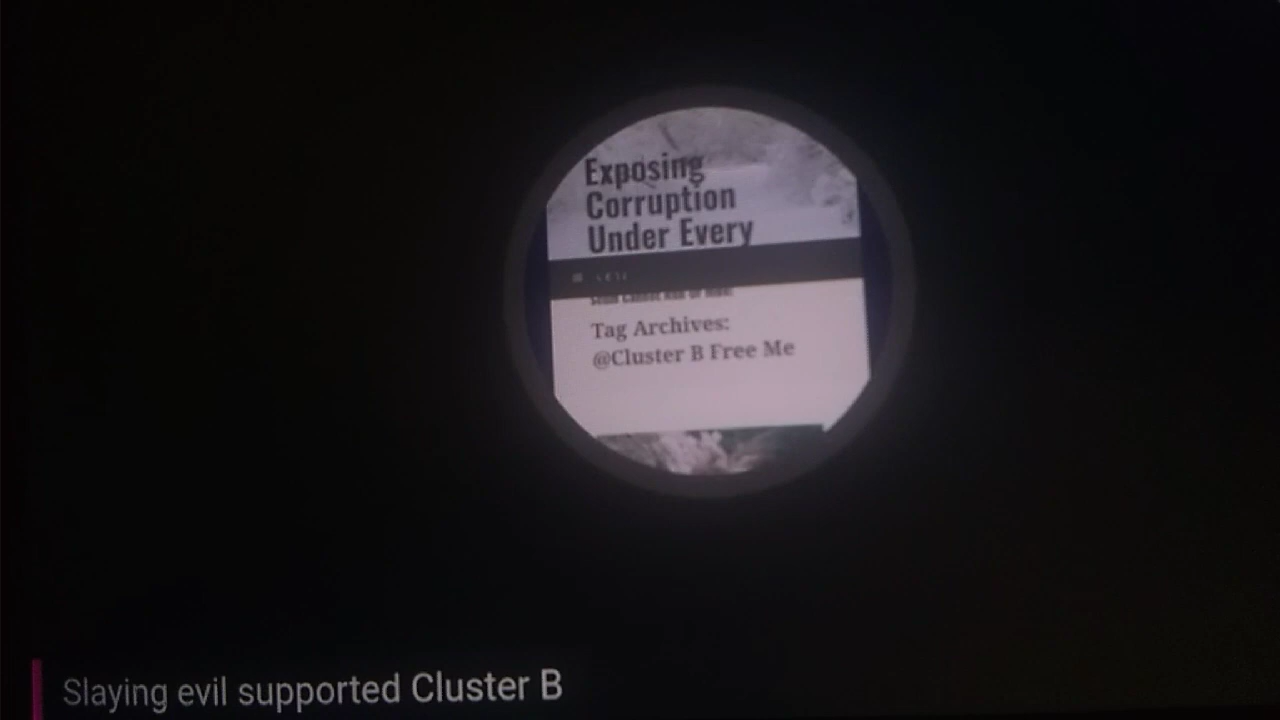 Exposing
Corruption
Under Every
Tag Archives:
@Cluster B Free Me
Slaying evil supported Cluster B